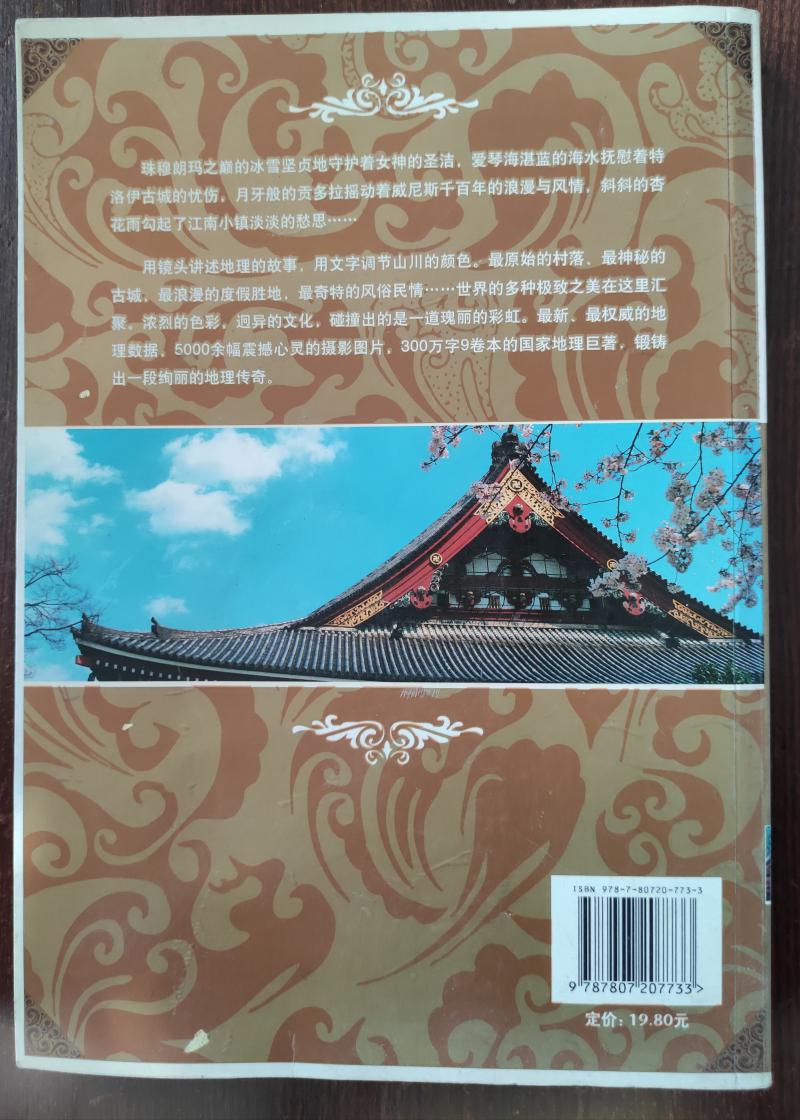 珠穆朗玛之巅的冰雪坚贞地守护着女神的圣洁，爱琴海湛蓝的海水抚慰着特
洛伊古城的忧伤，月牙般的贡多拉摇动着威尼斯千百年的浪漫与风情，斜斜的杏
花雨勾起了江南小镇淡淡的愁思……
用镜头讲述地理的故事，用文字调节山川的颜色。最原始的村落、最神秘的
古城，最浪漫的度假胜地，最奇特的风俗民情……世界的多种极致之美在这里汇
聚。浓烈的色彩，迥异的文化，碰撞出的是一道瑰丽的彩虹。最新、最权威的地
理数据，5000余幅震撼心灵的摄影图片，300万字9卷本的国家地理巨著，锻铸
出一段绚丽的地理传奇。
ISBN 978-7-80720-773-3
9 787807 207733>
定价：19.80元